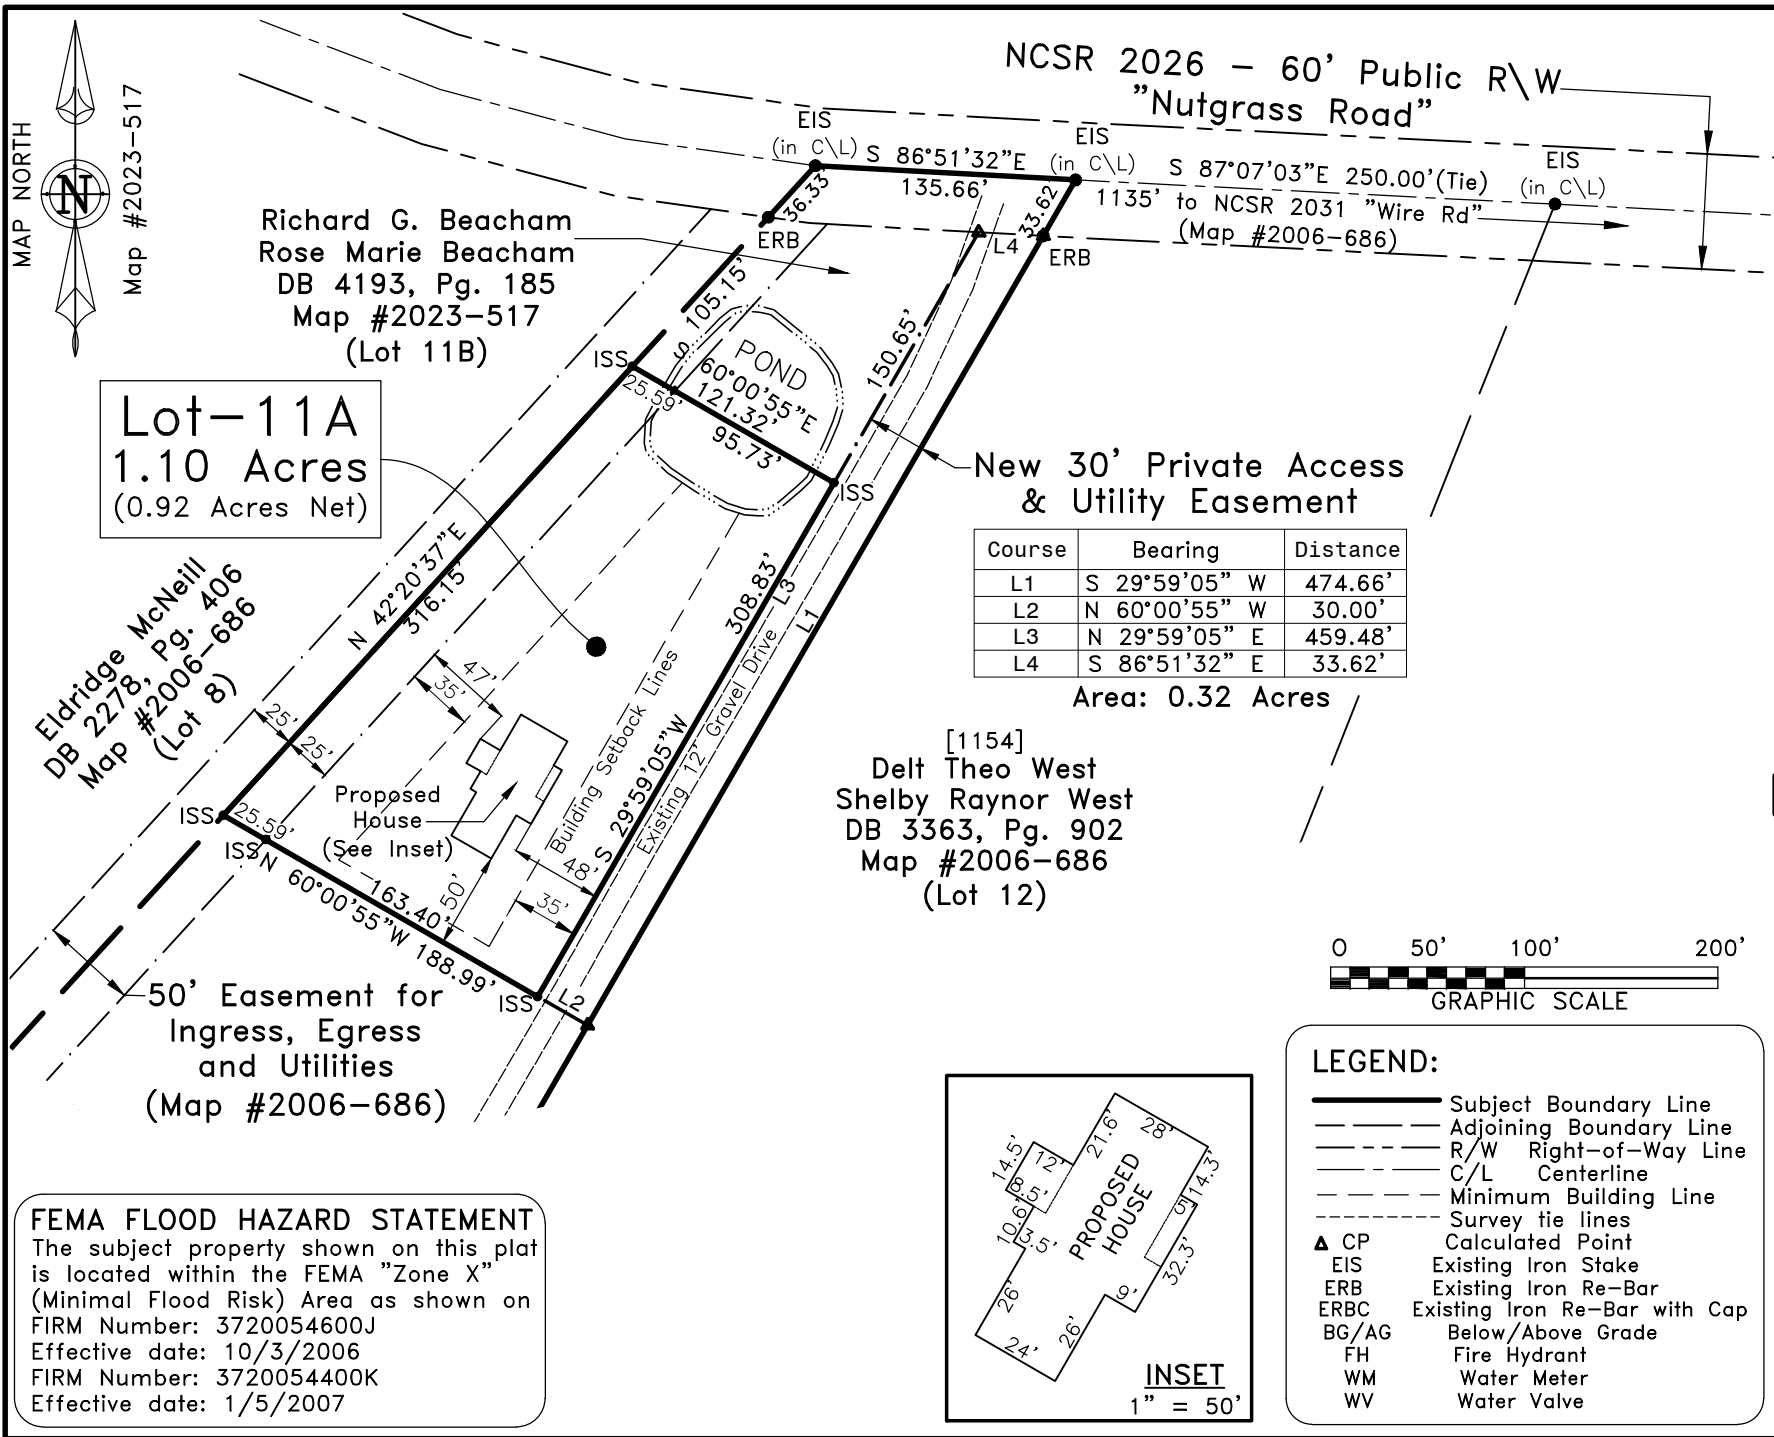 MAP NORTH
N
Map #2023-517
NCSR 2026 - 60' Public R\W
"Nutgrass Road"
EIS
(in C\L)
S 86°51'32"E
135.66'
EIS
(in C\L)
S 87°07'03"E 250.00'(Tie)
1135' to NCSR 2031 "Wire Rd"
(Map #2006-686)
EIS
(in C\L)
36.33'
33.62'
ERB
L4
ERB
Richard G. Beacham
Rose Marie Beacham
DB 4193, Pg. 185
Map #2023-517
(Lot 11B)
105.15'
150.65'
ISS
POND
S 60°00'55"E
121.32'
25.59'
95.73'
ISS
Lot-11A
1.10 Acres
(0.92 Acres Net)
New 30' Private Access
& Utility Easement
Course Bearing Distance
L1 S 29°59'05" W 474.66'
L2 N 60°00'55" W 30.00'
L3 N 29°59'05" E 459.48'
L4 S 86°51'32" E 33.62'
Area: 0.32 Acres
N 42°20'37"E
316.15'
Eldridge McNeill
DB 2278, Pg. 406
Map #2006-686
(Lot 8)
308.83'
L3
L1
S 29°59'05"W
Existing 12' Gravel Drive
Building Setback Lines
47'
35'
25'
25'
Proposed
House
(See Inset)
48'
35'
50'
ISS
25.59'
ISS
163.40'
N 60°00'55"W 188.99'
ISS
L2
[1154]
Delt Theo West
Shelby Raynor West
DB 3363, Pg. 902
Map #2006-686
(Lot 12)
50' Easement for
Ingress, Egress
and Utilities
(Map #2006-686)
0 50' 100' 200'
GRAPHIC SCALE
FEMA FLOOD HAZARD STATEMENT
The subject property shown on this plat
is located within the FEMA "Zone X"
(Minimal Flood Risk) Area as shown on
FIRM Number: 3720054600J
Effective date: 10/3/2006
FIRM Number: 3720054400K
Effective date: 1/5/2007
14.5'
12'
8.5'
21.6'
28'
14.3'
5'
10.6'
3.5'
PROPOSED
HOUSE
32.3'
9'
26'
26'
24'
INSET
1" = 50'
LEGEND:
Subject Boundary Line
Adjoining Boundary Line
R/W Right-of-Way Line
C/L Centerline
Minimum Building Line
Survey tie lines
CP Calculated Point
EIS Existing Iron Stake
ERB Existing Iron Re-Bar
ERBC Existing Iron Re-Bar with Cap
BG/AG Below/Above Grade
FH Fire Hydrant
WM Water Meter
WV Water Valve